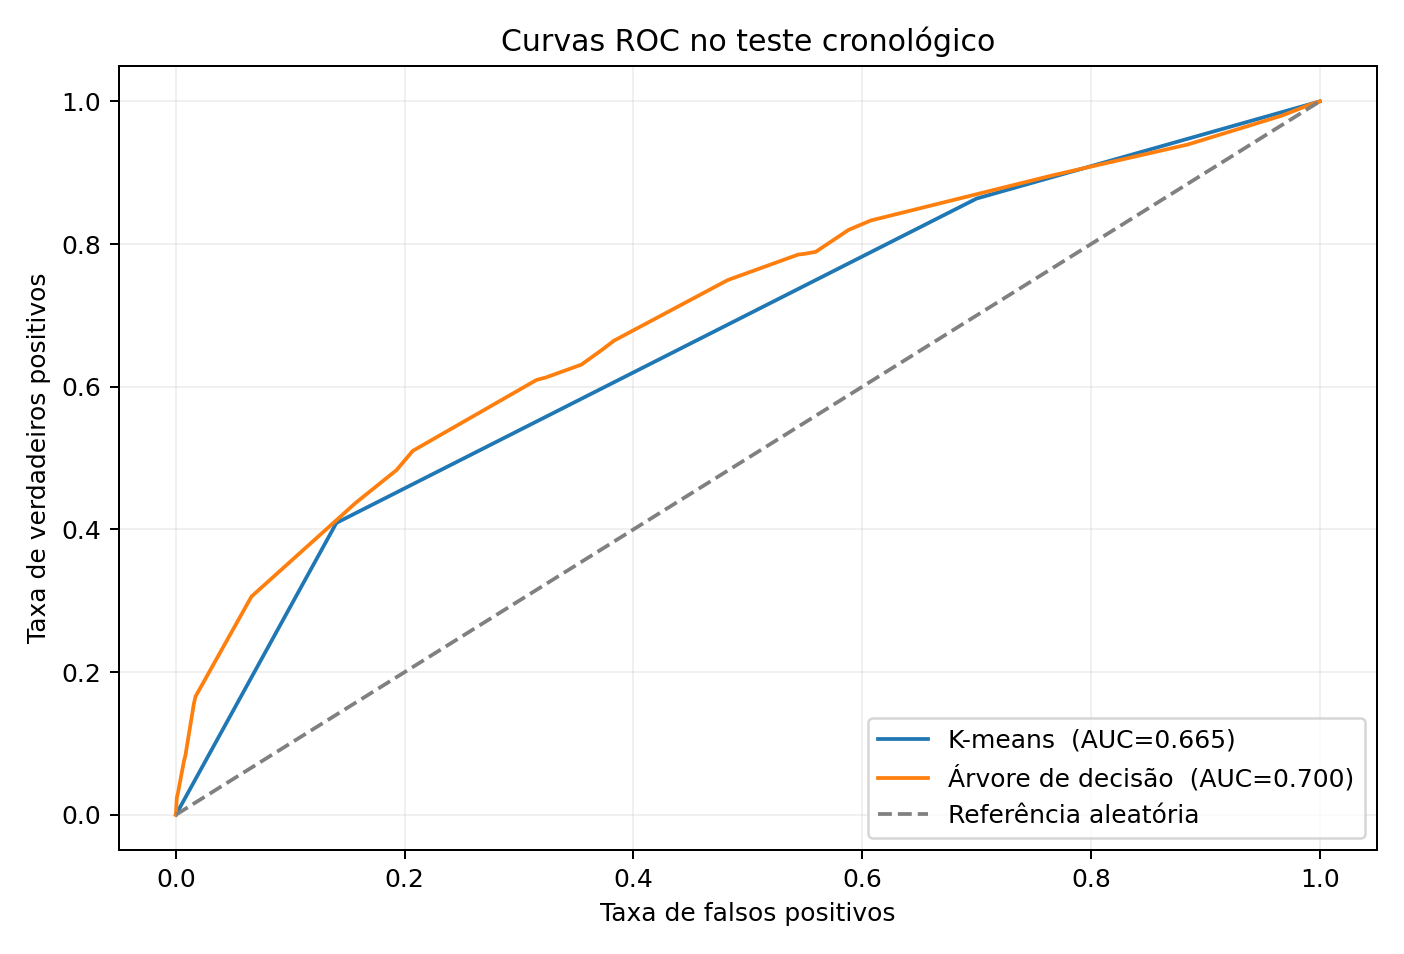 Curvas ROC no teste cronológico
Taxa de verdadeiros positivos
1.0
0.8
0.6
0.4
0.2
0.0
0.0 0.2 0.4 0.6 0.8 1.0
Taxa de falsos positivos
K-means (AUC=0.665)
Árvore de decisão (AUC=0.700)
Referência aleatória